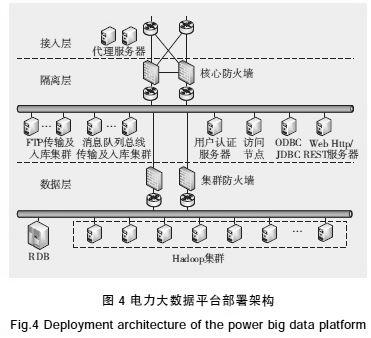 接入层
代理服务器
隔离层
核心防火墙
…
…
FTP传输及
入库集群
消息队列总线
传输及入库集群
用户认证
服务器
访问
节点
ODBC
JDBC
Web Http/
REST服务器
数据层
集群防火墙
…
RDB
Hadoop集群
图 4 电力大数据平台部署架构
Fig.4 Deployment architecture of the power big data platform